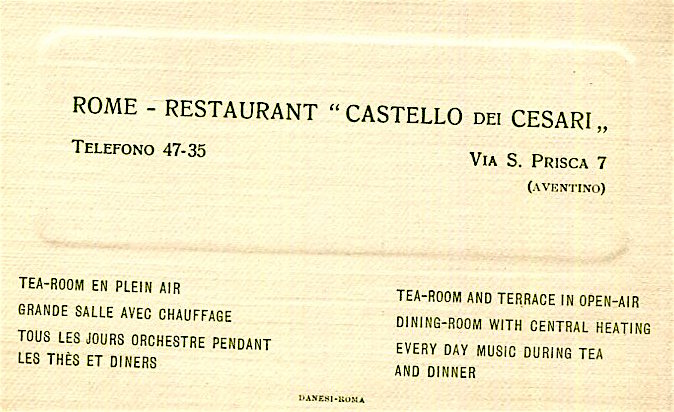 ROME - RESTAURANT “CASTELLO DEI CESARI„
TELEFONO 47-35
VIA S. PRISCA 7
(AVENTINO)
TEA-ROOM EN PLEIN AIR
GRANDE SALLE AVEC CHAUFFAGE
TOUS LES JOURS ORCHESTRE PENDANT
LES THÈS ET DINERS
TEA-ROOM AND TERRACE IN OPEN-AIR
DINING-ROOM WITH CENTRAL HEATING
EVERY DAY MUSIC DURING TEA
AND DINNER
DANESI-ROMA